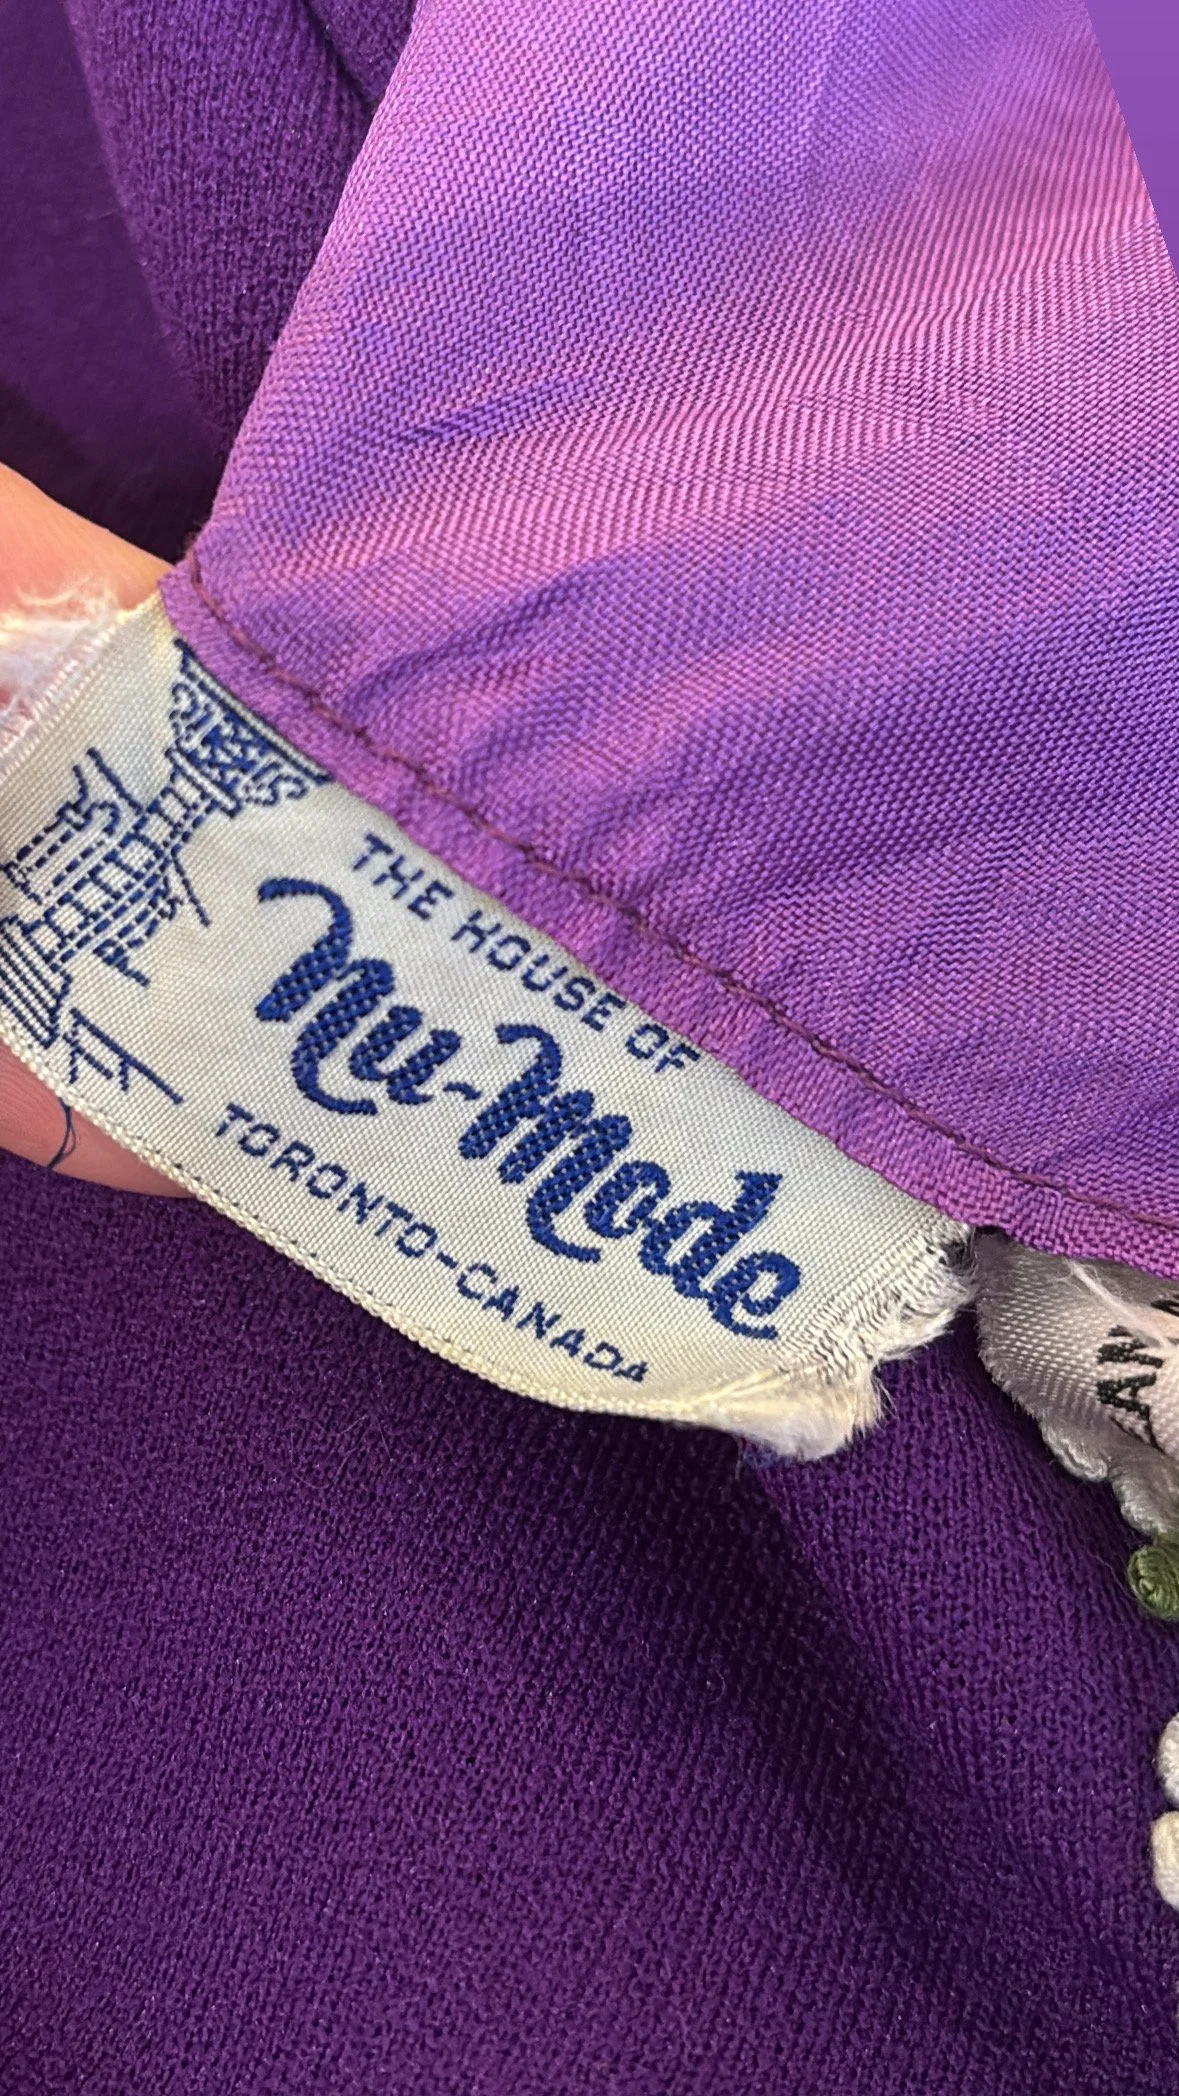 THE HOUSE OF
nu-mode
TORONTO-CANADA